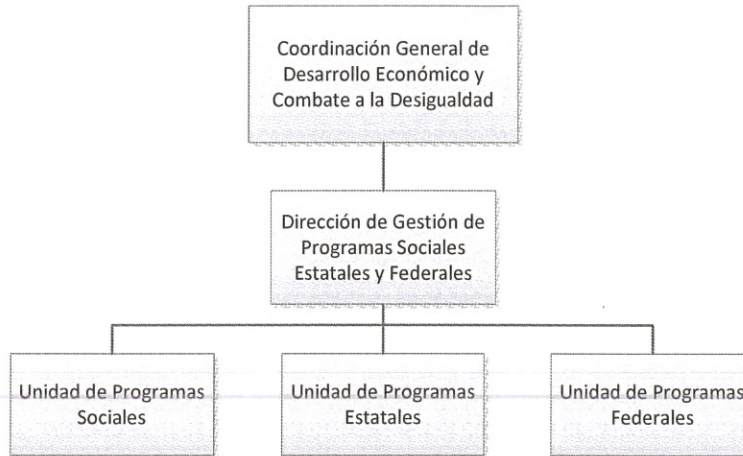 Coordinación General de
Desarrollo Económico y
Combate a la Desigualdad
Dirección de Gestión de
Programas Sociales
Estatales y Federales
Unidad de Programas
Sociales
Unidad de Programas
Estatales
Unidad de Programas
Federales